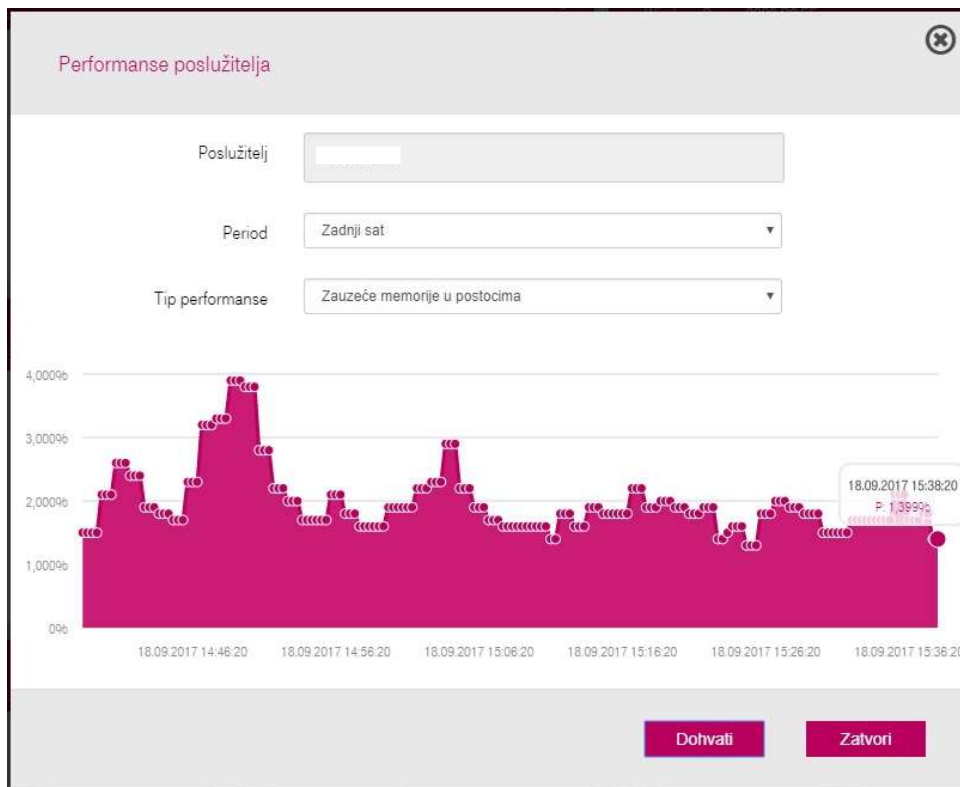 Performanse poslužitelja
Poslužitelj
Period
Zadnji sat
Tip performanse
Zauzeće memorije u postocima
4,000%
3,000%
2,000%
1,000%
0%
18.09.2017 15:38:20
P: 1,399%
18.09.2017 14:46:20
18.09.2017 14:56:20
18.09.2017 15:06:20
18.09.2017 15:16:20
18.09.2017 15:26:20
18.09.2017 15:36:20
Dohvati
Zatvori